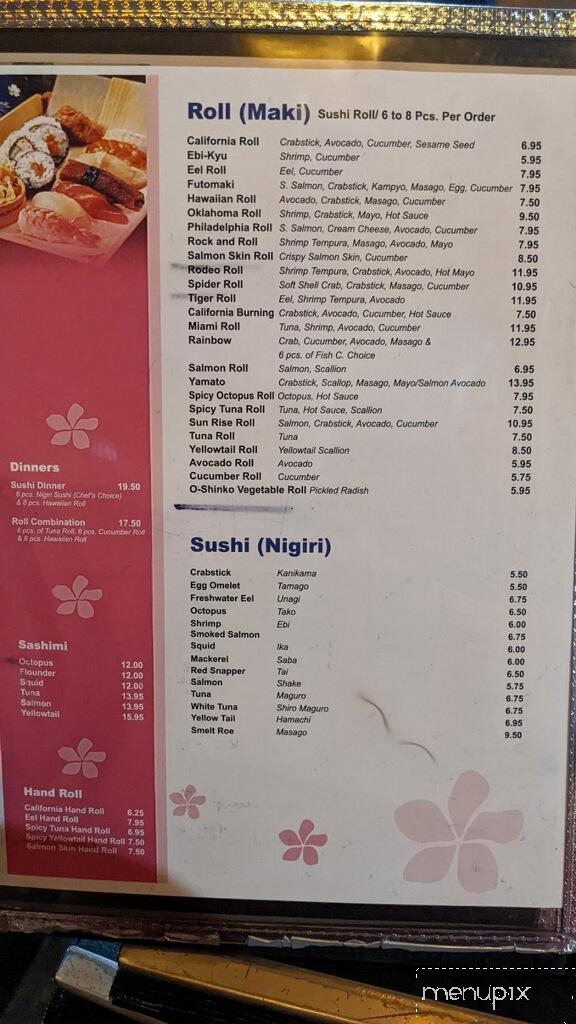 Roll (Maki) Sushi Roll/ 6 to 8 Pcs. Per Order
California Roll Crabstick, Avocado, Cucumber, Sesame Seed 6.95
Ebi-Kyu Shrimp, Cucumber 5.95
Eel Roll Eel, Cucumber 7.95
Futomaki S. Salmon, Crabstick, Kampyo, Masago, Egg, Cucumber 7.95
Hawaiian Roll Avocado, Crabstick, Masago, Cucumber 7.50
Oklahoma Roll Shrimp, Crabstick, Mayo, Hot Sauce 9.50
Philadelphia Roll S. Salmon, Cream Cheese, Avocado, Cucumber 7.95
Rock and Roll Shrimp Tempura, Masago, Avocado, Mayo 7.95
Salmon Skin Roll Crispy Salmon Skin, Cucumber 8.50
Rodeo Roll Shrimp Tempura, Crabstick, Avocado, Hot Mayo 11.95
Spider Roll Soft Shell Crab, Crabstick, Masago, Cucumber 10.95
Tiger Roll Eel, Shrimp Tempura, Avocado 11.95
California Burning Crabstick, Avocado, Cucumber, Hot Sauce 7.50
Miami Roll Tuna, Shrimp, Avocado, Cucumber 11.95
Rainbow Crab, Cucumber, Avocado, Masago & 12.95
6 pcs. of Fish C. Choice
Salmon Roll Salmon, Scallion 6.95
Yamato Crabstick, Scallop, Masago, Mayo/Salmon Avocado 13.95
Spicy Octopus Roll Octopus, Hot Sauce 7.95
Spicy Tuna Roll Tuna, Hot Sauce, Scallion 7.50
Sun Rise Roll Salmon, Crabstick, Avocado, Cucumber 10.95
Tuna Roll Tuna 7.50
Yellowtail Roll Yellowtail Scallion 8.50
Avocado Roll Avocado 5.95
Cucumber Roll Cucumber 5.75
O-Shinko Vegetable Roll Pickled Radish 5.95
Sushi (Nigiri)
Crabstick Kanikama 5.50
Egg Omelet Tamago 5.50
Freshwater Eel Unagi 6.75
Octopus Tako 6.50
Shrimp Ebi 6.00
Smoked Salmon 6.75
Squid Ika 6.00
Mackerel Saba 6.00
Red Snapper Tai 6.50
Salmon Shake 5.75
Tuna Maguro 6.75
White Tuna Shiro Maguro 6.75
Yellow Tail Hamachi 6.95
Smelt Roe Masago 9.50
Dinners
Sushi Dinner 19.50
6 pcs. Nigiri Sushi (Chef's Choice)
& 8 pcs. Hawaiian Roll
Roll Combination 17.50
6 pcs. of Tuna Roll, 6 pcs. Cucumber Roll
& 8 pcs. Hawaiian Roll
Sashimi
Octopus 12.00
Flounder 12.00
Squid 12.00
Tuna 13.95
Salmon 13.95
Yellowtail 15.95
Hand Roll
California Hand Roll 6.25
Eel Hand Roll 7.95
Spicy Tuna Hand Roll 6.95
Spicy Yellowtail Hand Roll 7.50
Salmon Skin Hand Roll 7.50
menupix